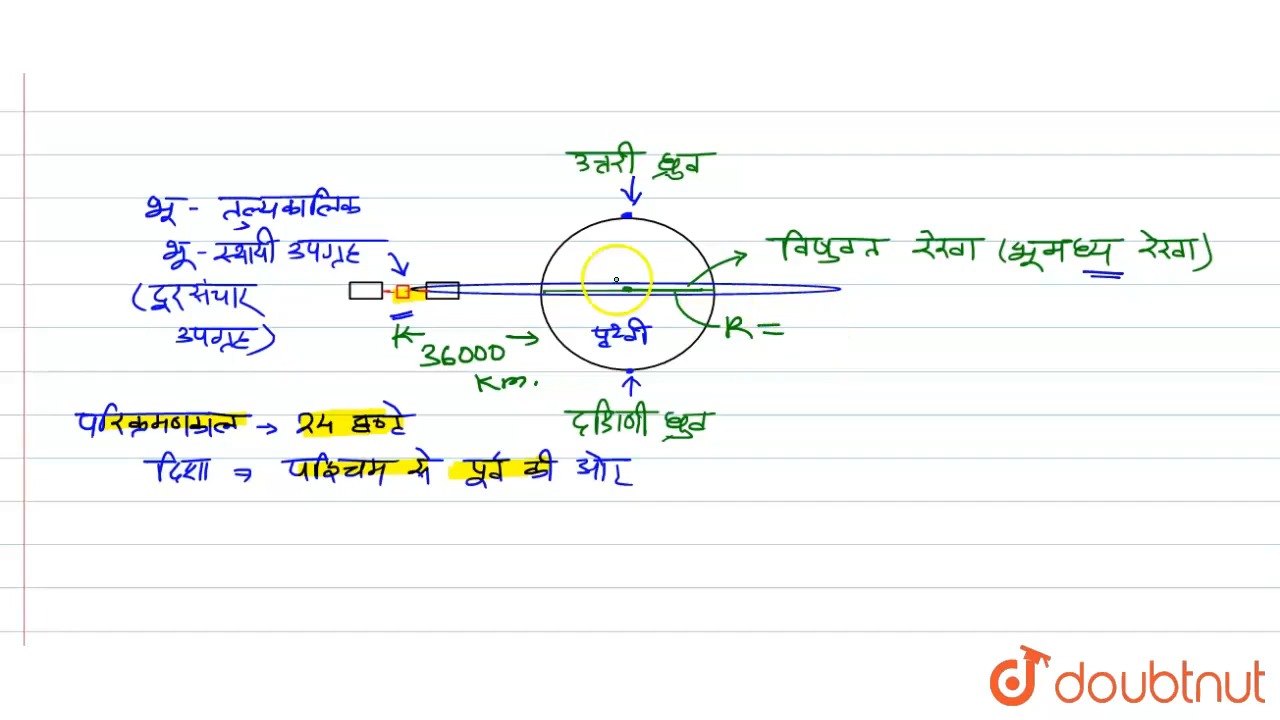 उत्तरी ध्रुव
भू - तुल्यकालिक
भू - स्थायी उपग्रह
(दूरसंचार
उपग्रह)
विषुवत रेखा (भूमध्य रेखा)
36000
km.
पृथ्वी
R =
परिक्रमणकाल → 24 घण्टे
दक्षिणी ध्रुव
दिशा ⇒ पश्चिम से पूर्व की ओर
doubtnut